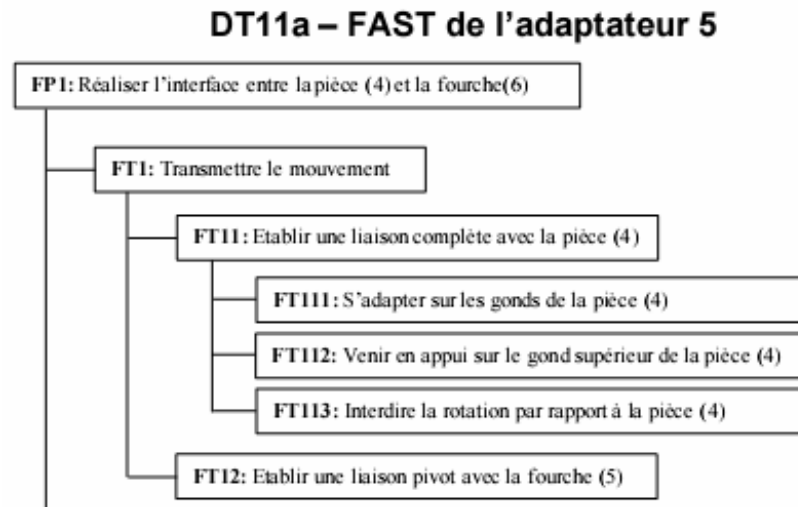 DT11a – FAST de l'adaptateur 5
FP1: Réaliser l'interface entre la pièce (4) et la fourche(6)
FT1: Transmettre le mouvement
FT11: Etablir une liaison complète avec la pièce (4)
FT111: S'adapter sur les gonds de la pièce (4)
FT112: Venir en appui sur le gond supérieur de la pièce (4)
FT113: Interdire la rotation par rapport à la pièce (4)
FT12: Etablir une liaison pivot avec la fourche (5)